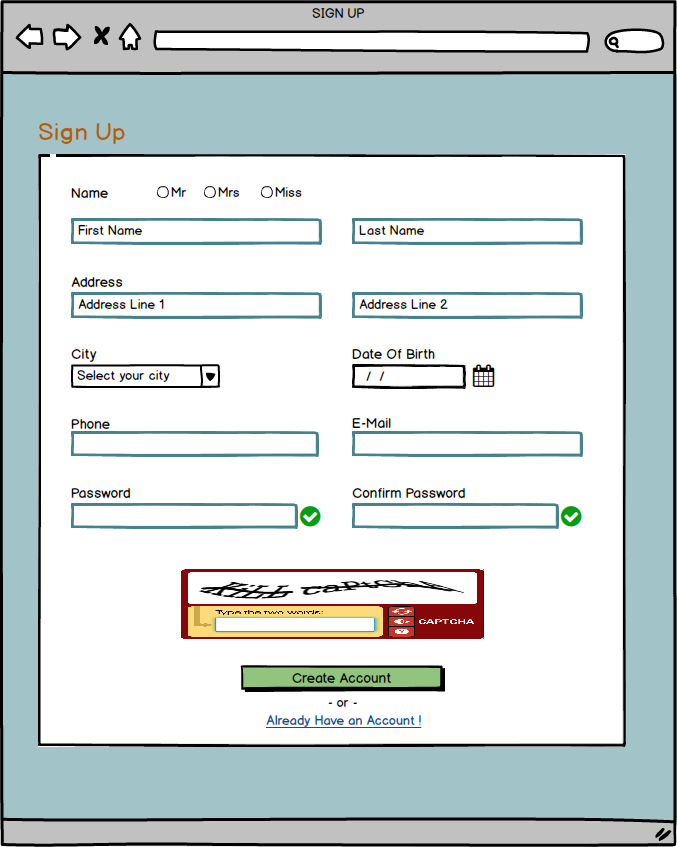 SIGN UP
Sign Up
Name Mr Mrs Miss
First Name Last Name
Address
Address Line 1 Address Line 2
City Date Of Birth
Select your city / /
Phone E-Mail
Password Confirm Password
KILL CAPTCHA
Type the two words:
CAPTCHA
Create Account
- or -
Already Have an Account !